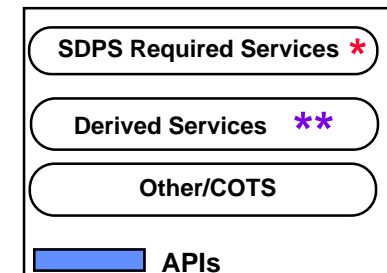 SDPS Required Services *
Derived Services **
Other/COTS
APIs